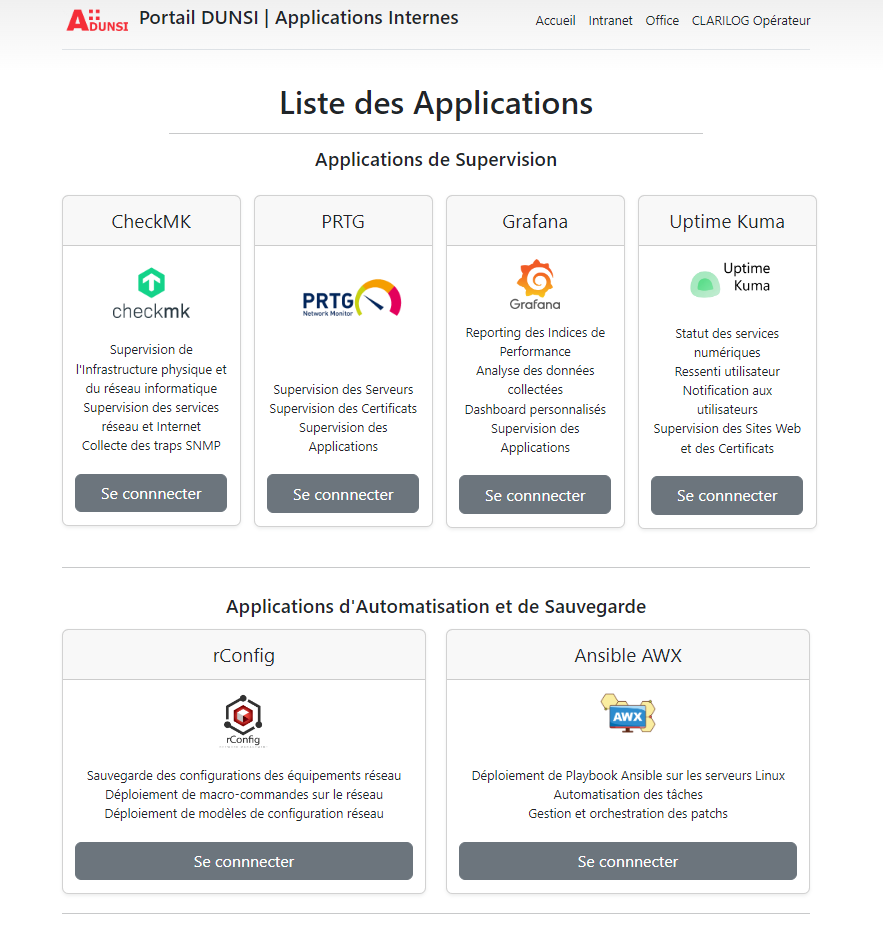 ADUNSI
Portail DUNSI | Applications Internes
Accueil Intranet Office CLARILOG Opérateur
Liste des Applications
Applications de Supervision
CheckMK
checkmk
Supervision de
l'Infrastructure physique et
du réseau informatique
Supervision des services
réseau et Internet
Collecte des traps SNMP
Se connnecter
PRTG
PRTG
Network Monitor
Supervision des Serveurs
Supervision des Certificats
Supervision des
Applications
Se connnecter
Grafana
Grafana
Reporting des Indices de
Performance
Analyse des données
collectées
Dashboard personnalisés
Supervision des
Applications
Se connnecter
Uptime Kuma
Uptime
Kuma
Statut des services
numériques
Ressenti utilisateur
Notification aux
utilisateurs
Supervision des Sites Web
et des Certificats
Se connnecter
Applications d'Automatisation et de Sauvegarde
rConfig
rConfig
Sauvegarde des configurations des équipements réseau
Déploiement de macro-commandes sur le réseau
Déploiement de modèles de configuration réseau
Se connnecter
Ansible AWX
AWX
Déploiement de Playbook Ansible sur les serveurs Linux
Automatisation des tâches
Gestion et orchestration des patchs
Se connnecter